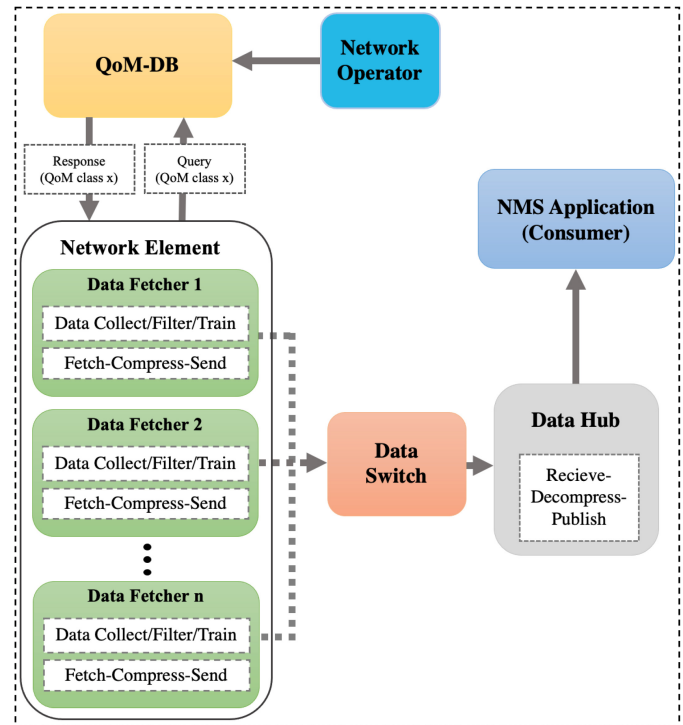 QoM-DB
Network
Operator
Response
(QoM class x)
Query
(QoM class x)
NMS Application
(Consumer)
Network Element
Data Fetcher 1
Data Collect/Filter/Train
Fetch-Compress-Send
Data Fetcher 2
Data Collect/Filter/Train
Fetch-Compress-Send
Data Fetcher n
Data Collect/Filter/Train
Fetch-Compress-Send
Data
Switch
Data Hub
Recieve-
Decompress-
Publish